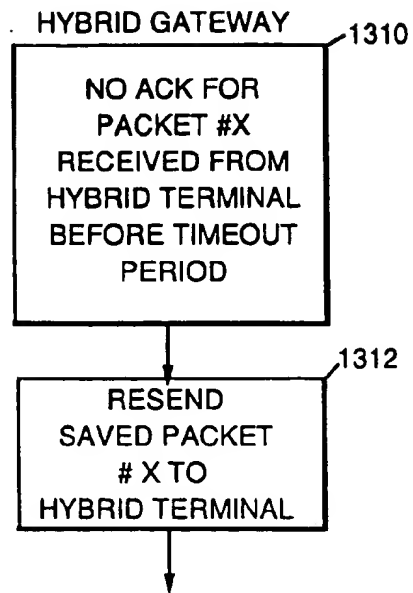 HYBRID GATEWAY
1310
NO ACK FOR
PACKET #X
RECEIVED FROM
HYBRID TERMINAL
BEFORE TIMEOUT
PERIOD
1312
RESEND
SAVED PACKET
# X TO
HYBRID TERMINAL